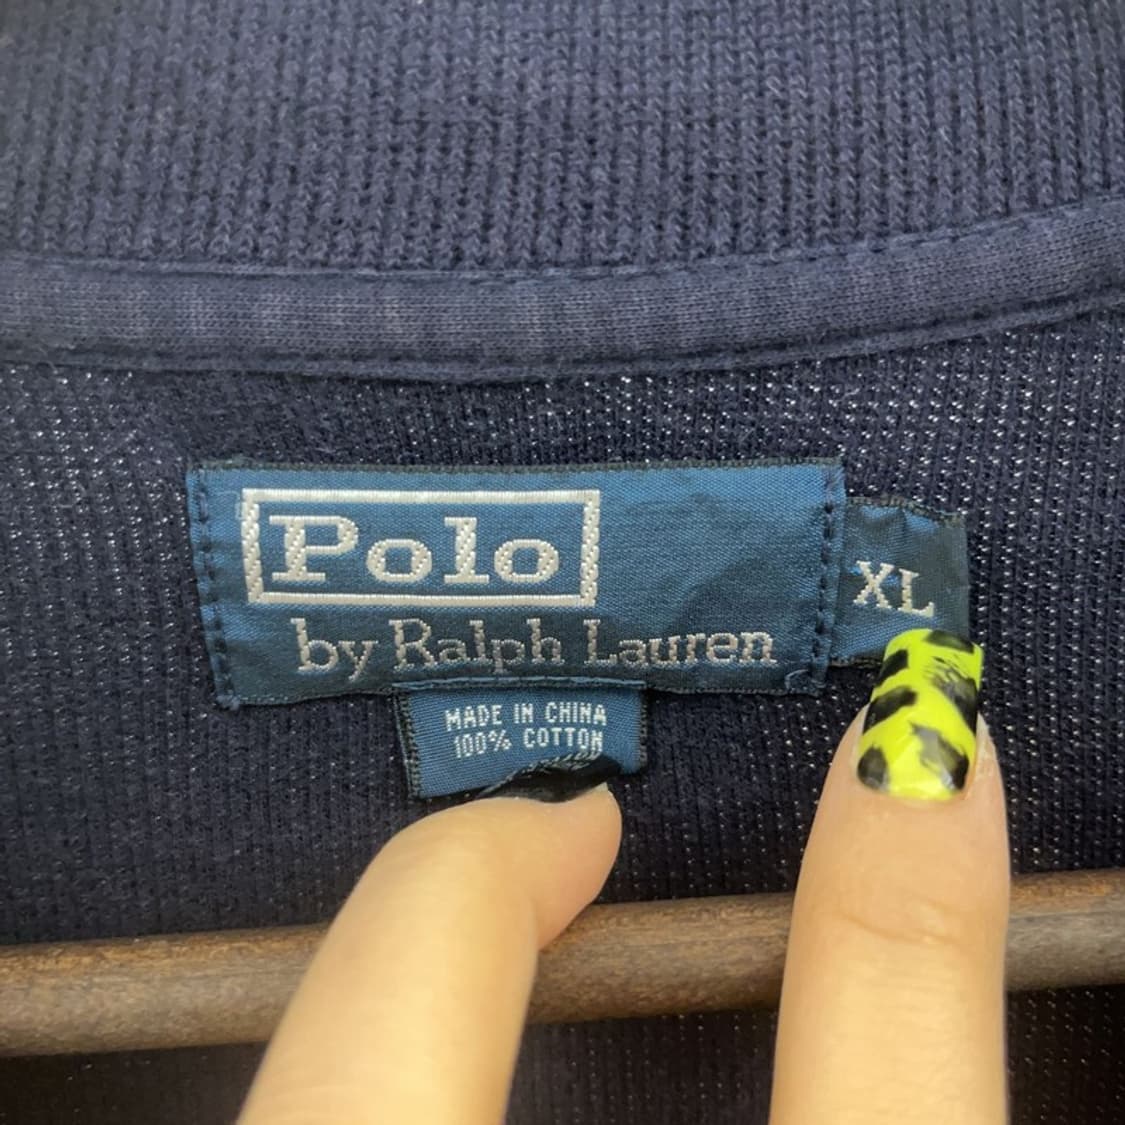 Polo
by Ralph Lauren
XL
MADE IN CHINA
100% COTTON